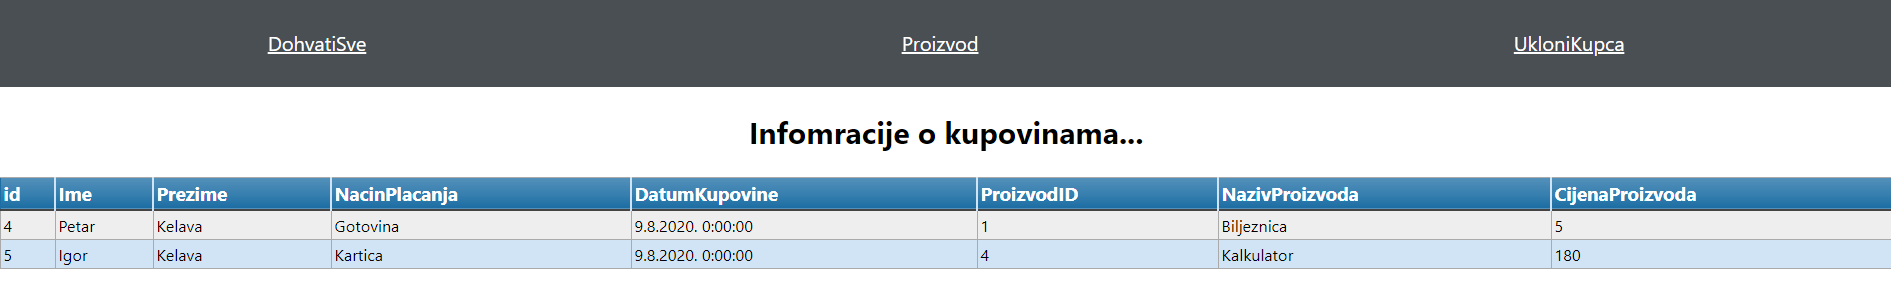 DohvatiSve Proizvod UkloniKupca
Infomracije o kupovinama...
id Ime Prezime NacinPlacanja DatumKupovine ProizvodID NazivProizvoda CijenaProizvoda
4 Petar Kelava Gotovina 9.8.2020. 0:00:00 1 Bilježnica 5
5 Igor Kelava Kartica 9.8.2020. 0:00:00 4 Kalkulator 180